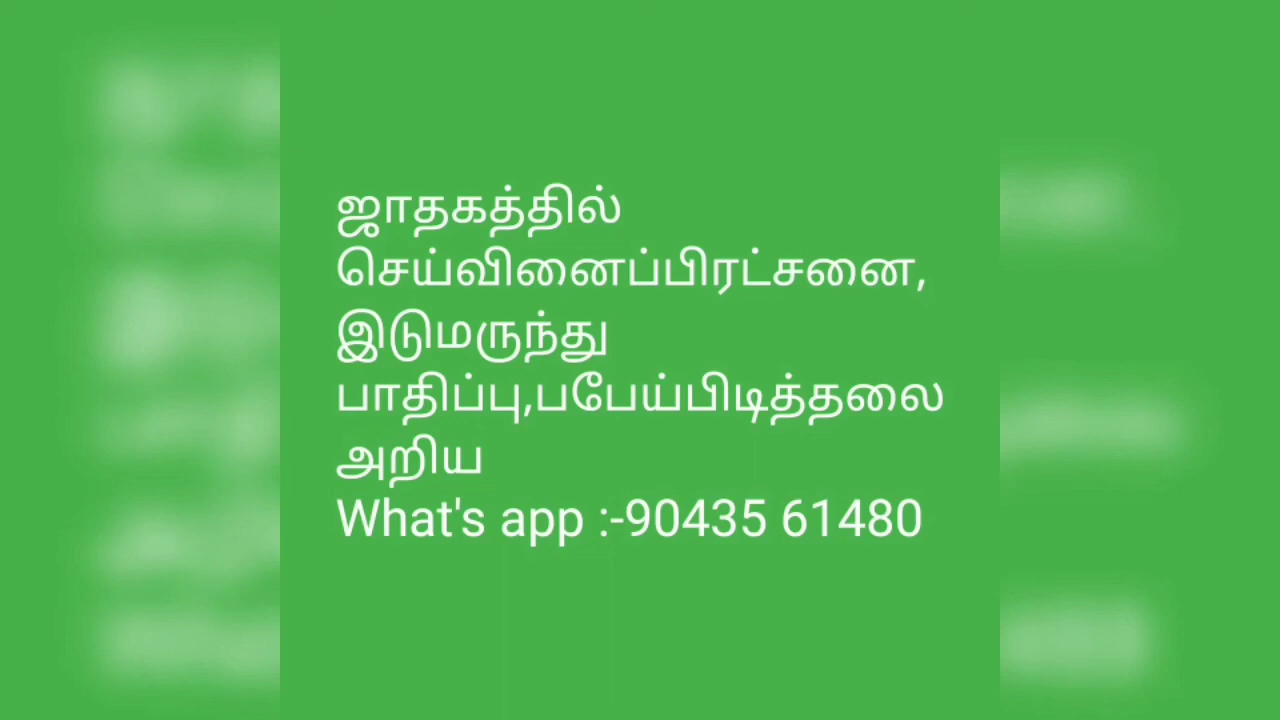 ஜாதகத்தில்
செய்வினைப்பிரட்சனை,
இடுமருந்து
பாதிப்பு,பபேய்பிடித்தலை
அறிய
What's app :-90435 61480